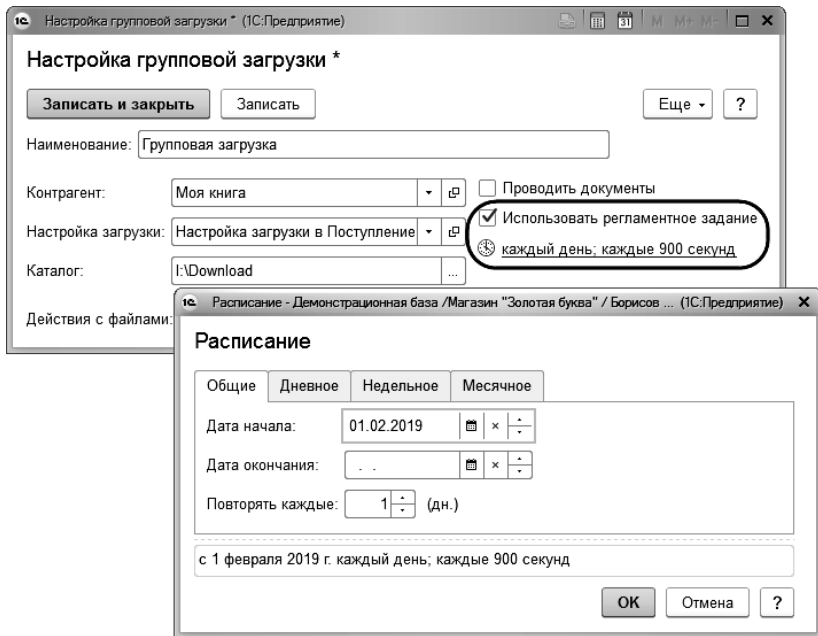 Настройка групповой загрузки * (1С:Предприятие)
31 M M+ M-
Настройка групповой загрузки *
Записать и закрыть Записать Еще ?
Наименование: Групповая загрузка
Контрагент: Моя книга Проводить документы
Настройка загрузки: Настройка загрузки в Поступление Использовать регламентное задание
каждый день; каждые 900 секунд
Каталог: I:\Download ...
Действия с файлами:
Расписание - Демонстрационная база /Магазин "Золотая буква" / Борисов ... (1С:Предприятие)
Расписание
Общие Дневное Недельное Месячное
Дата начала: 01.02.2019
Дата окончания: . .
Повторять каждые: 1 (дн.)
с 1 февраля 2019 г. каждый день; каждые 900 секунд
ОК Отмена ?